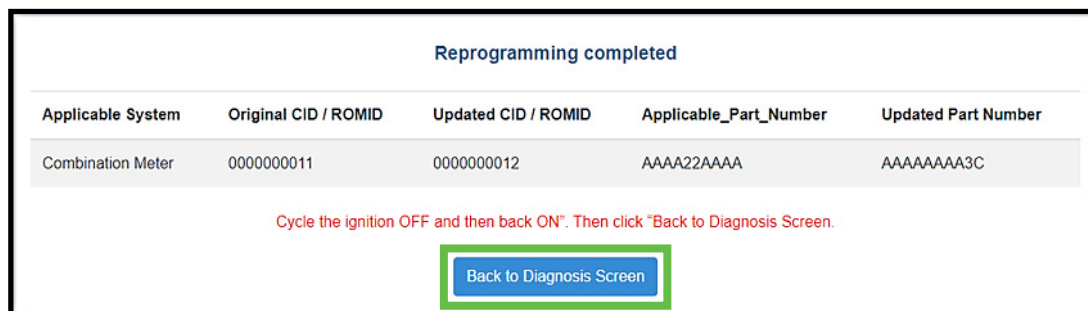 Reprogramming completed
Applicable System Original CID / ROMID Updated CID / ROMID Applicable_Part_Number Updated Part Number
Combination Meter 0000000011 0000000012 AAAA22AAAA AAAAAAAA3C
Cycle the ignition OFF and then back ON”. Then click “Back to Diagnosis Screen.
Back to Diagnosis Screen